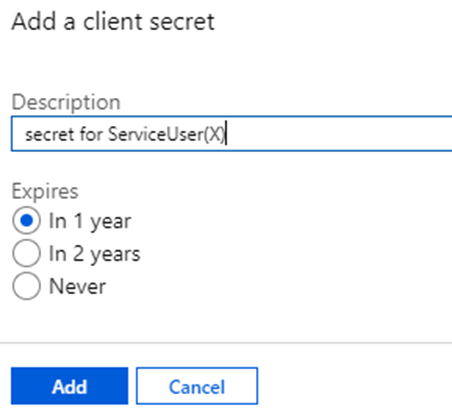 Add a client secret
Description
secret for ServiceUser(X)
Expires
In 1 year
In 2 years
Never
Add
Cancel